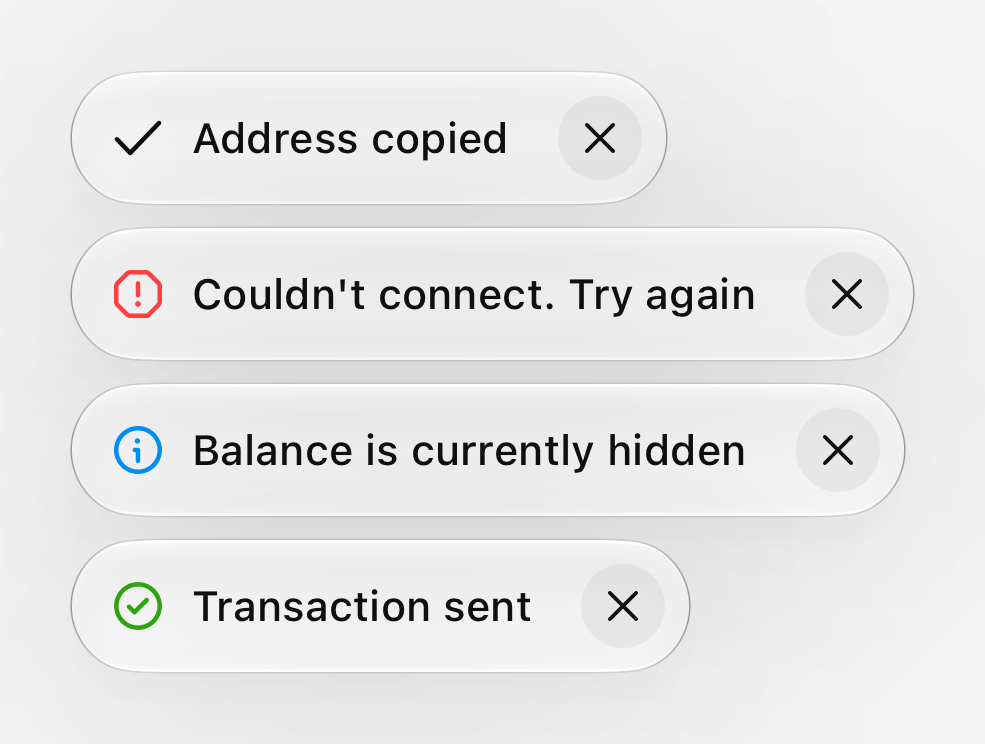 Address copied
Couldn't connect. Try again
Balance is currently hidden
Transaction sent